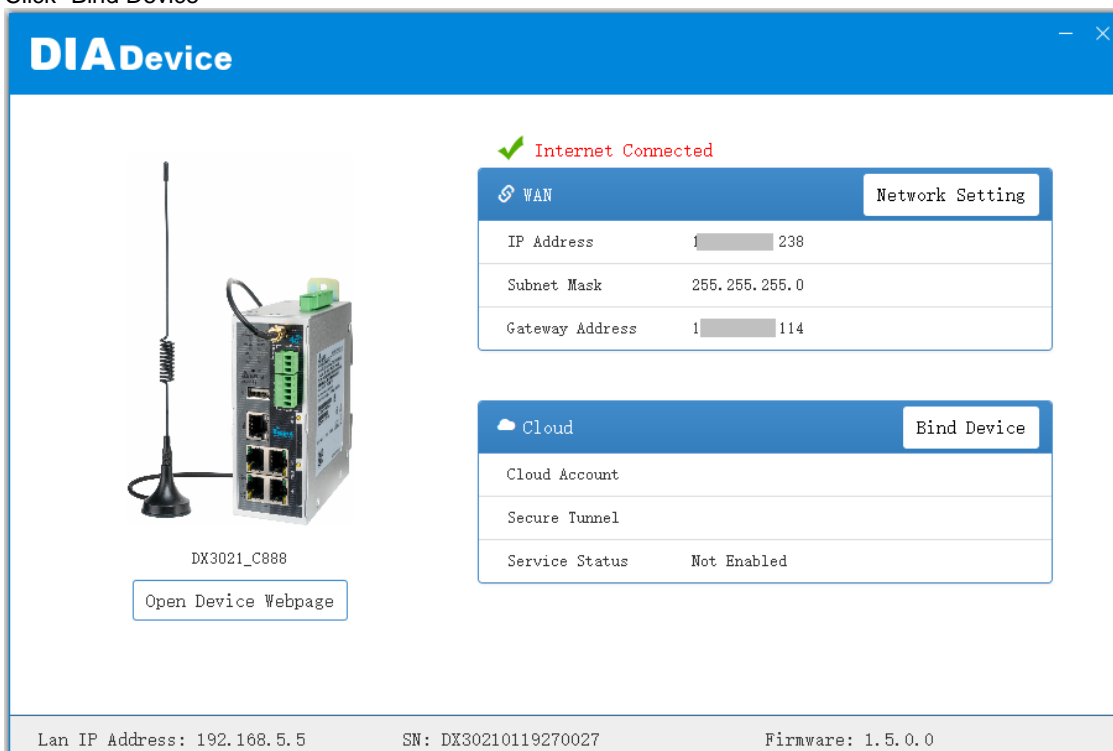 Click "Bind Device"
DIADevice
Internet Connected
WAN
Network Setting
IP Address 1 238
Subnet Mask 255.255.255.0
Gateway Address 1 114
Cloud
Bind Device
Cloud Account
Secure Tunnel
Service Status Not Enabled
DX3021_C888
Open Device Webpage
Lan IP Address: 192.168.5.5 SN: DX30210119270027 Firmware: 1.5.0.0